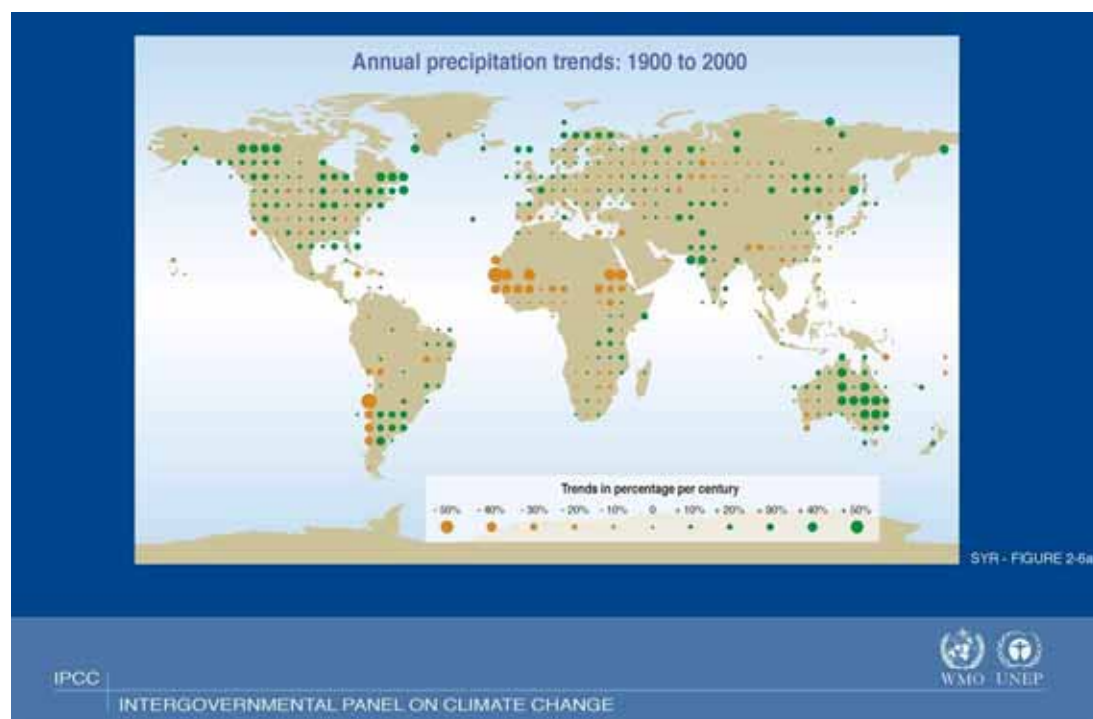 Annual precipitation trends: 1900 to 2000
Trends in percentage per century
- 50% - 40% - 30% - 20% - 10% 0 + 10% + 20% + 30% + 40% + 50%
SYR - FIGURE 2-6a
WMO UNEP
IPCC
INTERGOVERNMENTAL PANEL ON CLIMATE CHANGE